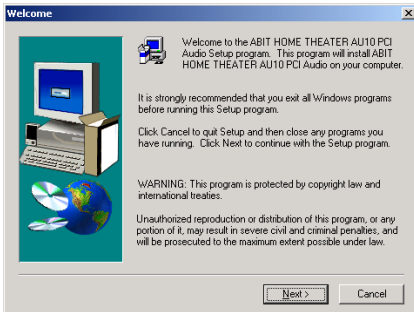 Welcome
Welcome to the ABIT HOME THEATER AU10 PCI
Audio Setup program. This program will install ABIT
HOME THEATER AU10 PCI Audio on your computer.
It is strongly recommended that you exit all Windows programs
before running this Setup program.
Click Cancel to quit Setup and then close any programs you
have running. Click Next to continue with the Setup program.
WARNING: This program is protected by copyright law and
international treaties.
Unauthorized reproduction or distribution of this program, or any
portion of it, may result in severe civil and criminal penalties, and
will be prosecuted to the maximum extent possible under law.
Next > Cancel